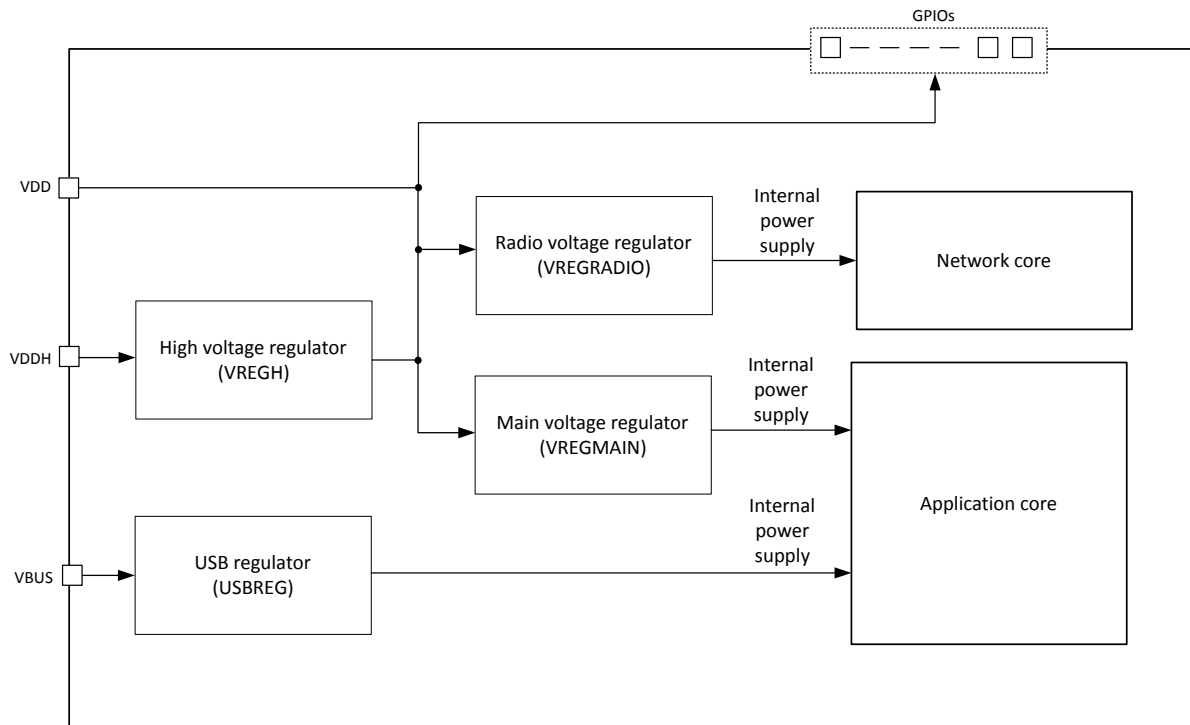 GPIOs
VDD
Radio voltage regulator
(VREGRADIO)
Internal
power
supply
Network core
VDDH
High voltage regulator
(VREGH)
Main voltage regulator
(VREGMAIN)
Internal
power
supply
Application core
VBUS
USB regulator
(USBREG)
Internal
power
supply